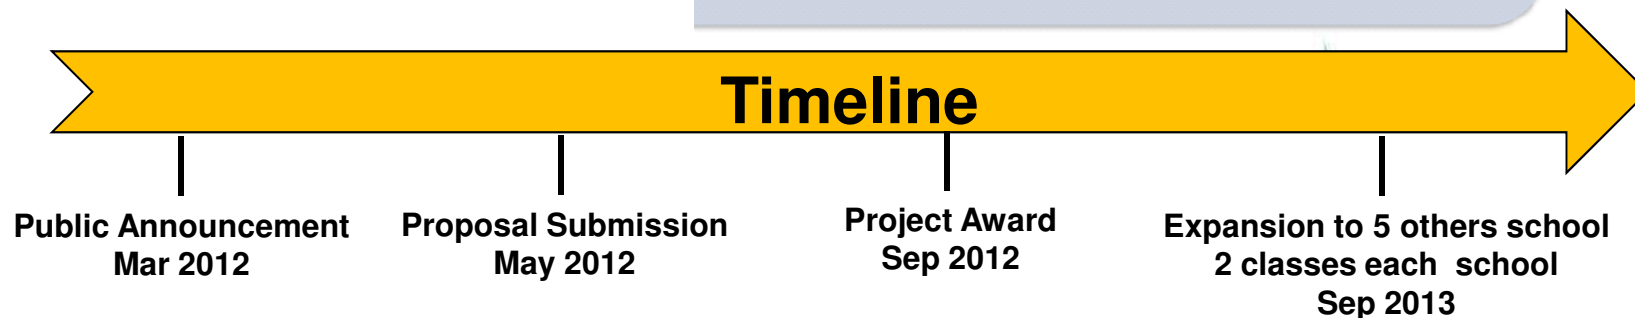 Timeline
Public Announcement
Mar 2012
Proposal Submission
May 2012
Project Award
Sep 2012
Expansion to 5 others school
2 classes each  school
Sep 2013